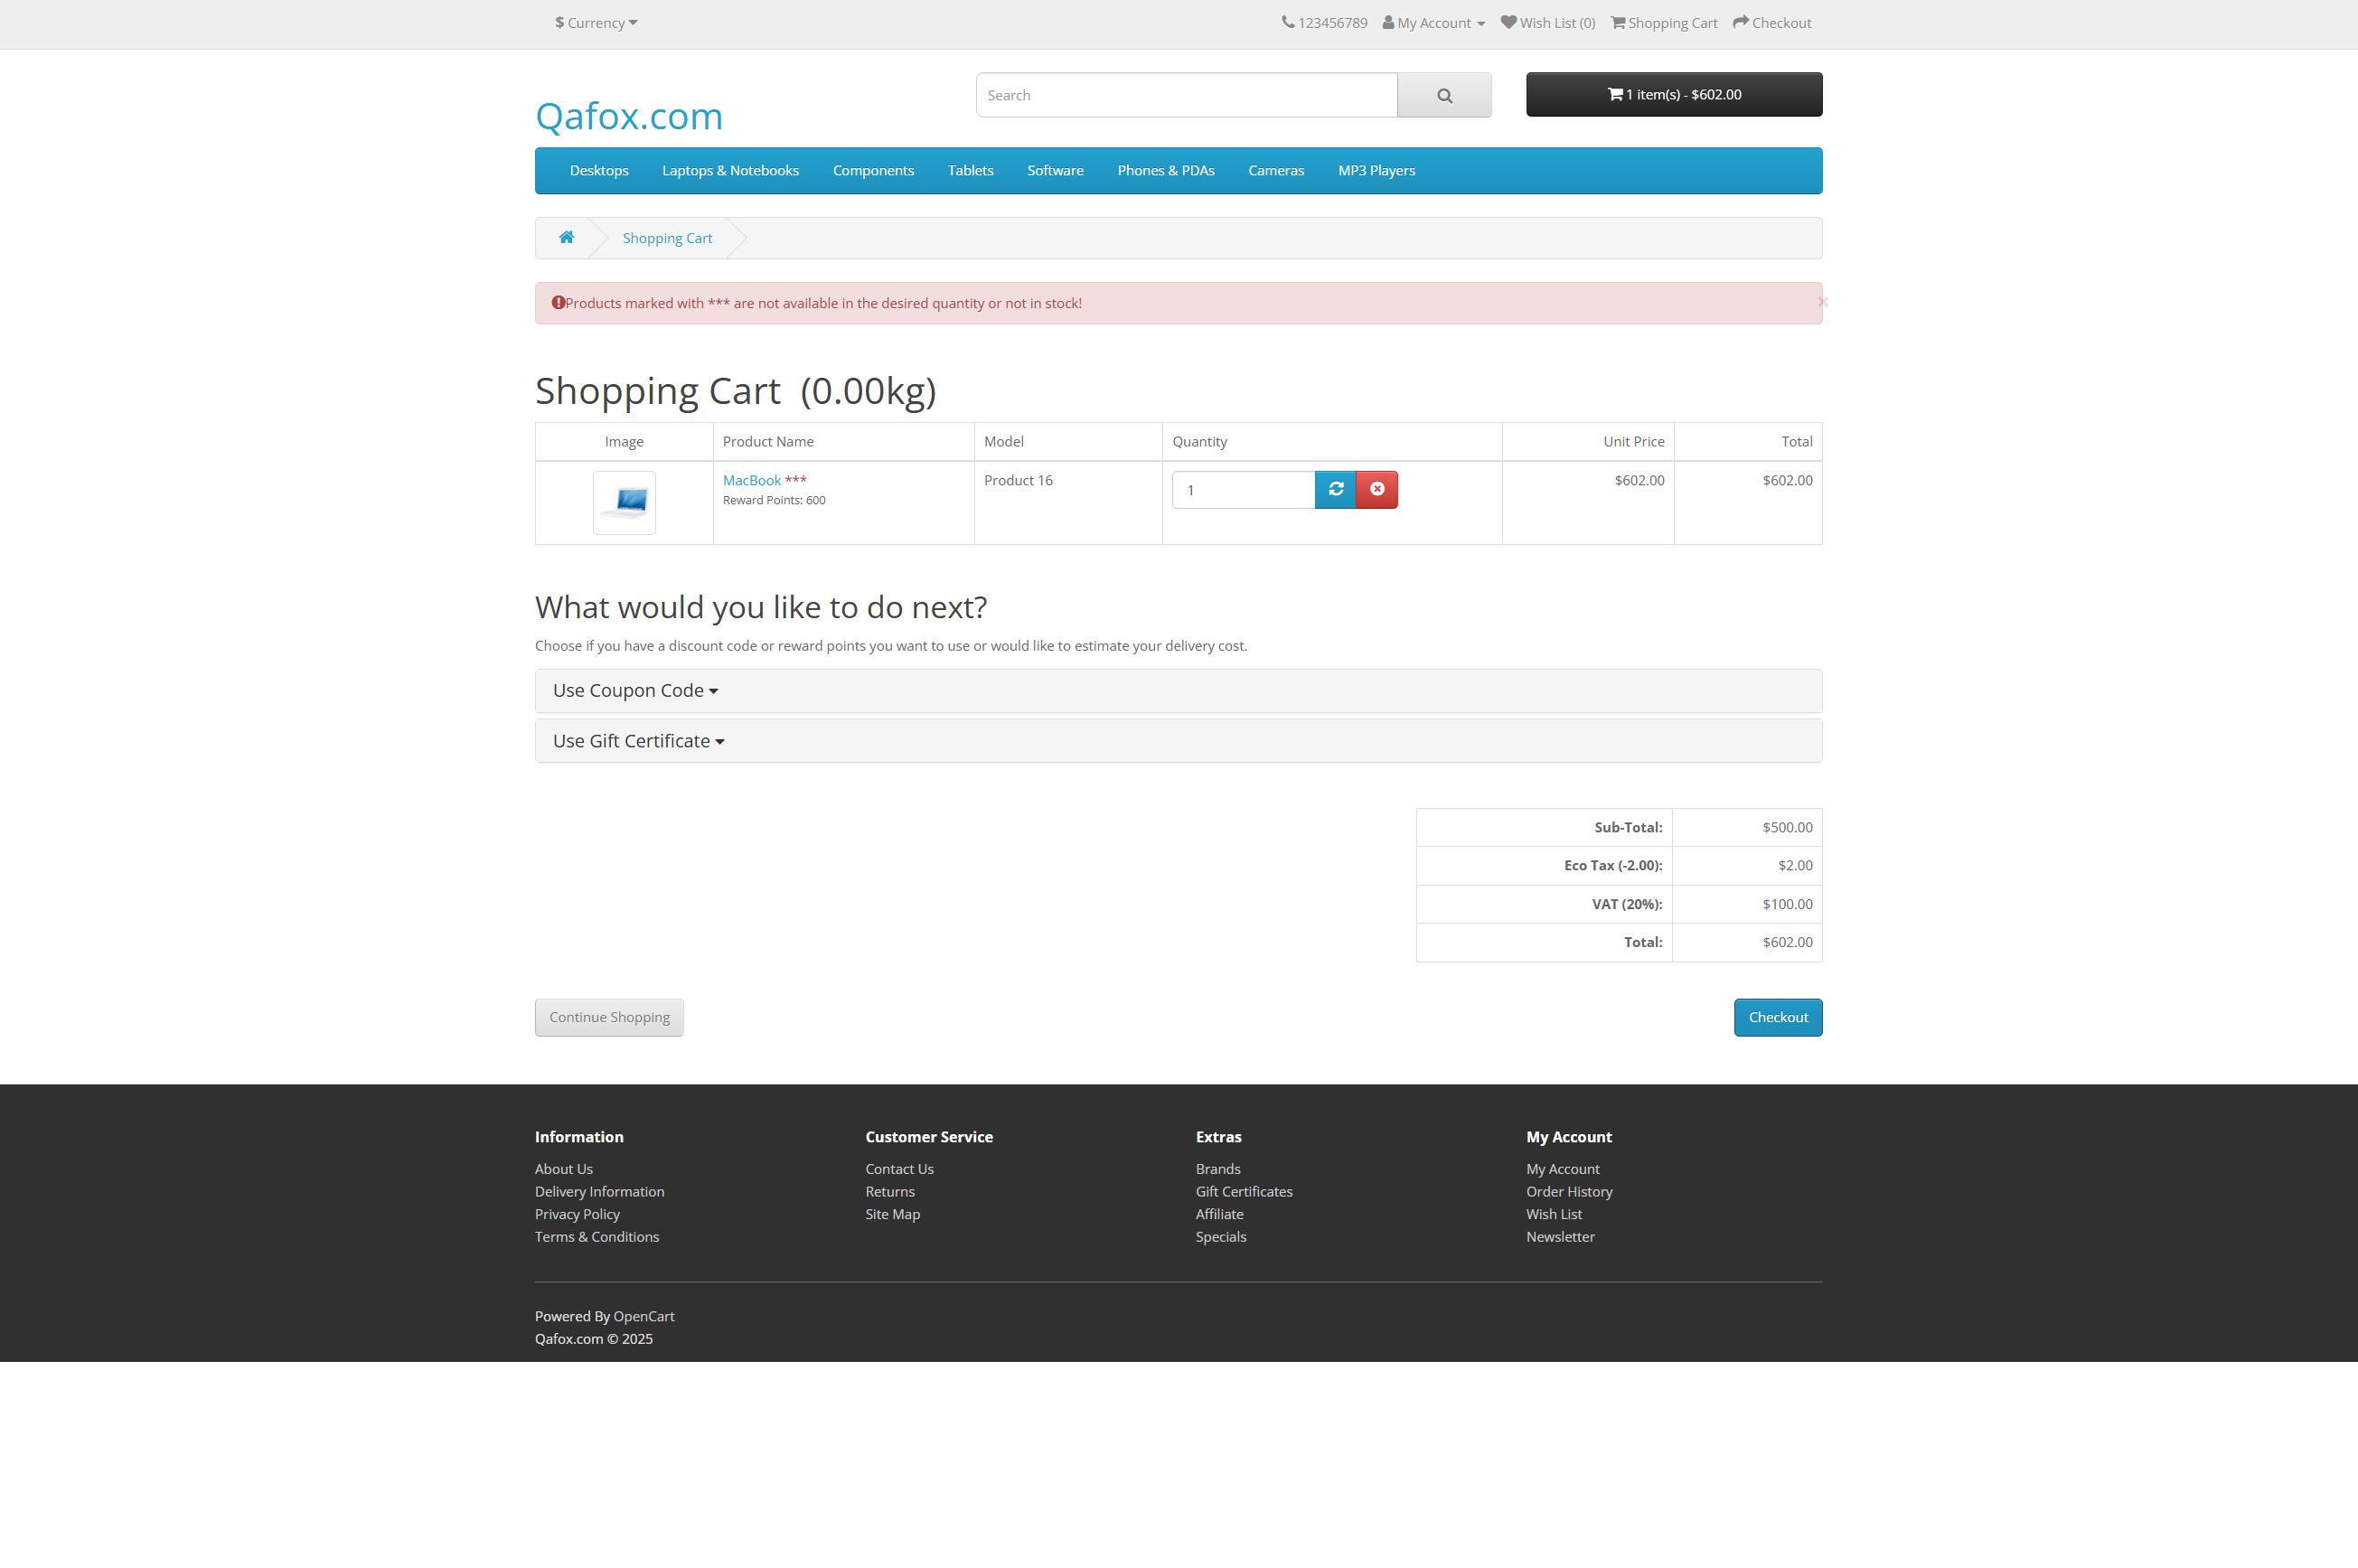 $ Currency
123456789 My Account Wish List (0) Shopping Cart Checkout
Qafox.com
Search
1 item(s) - $602.00
Desktops Laptops & Notebooks Components Tablets Software Phones & PDAs Cameras MP3 Players
Shopping Cart
Products marked with *** are not available in the desired quantity or not in stock!
×
Shopping Cart (0.00kg)
Image Product Name Model Quantity Unit Price Total
MacBook *** Product 16 1 $602.00 $602.00
Reward Points: 600
What would you like to do next?
Choose if you have a discount code or reward points you want to use or would like to estimate your delivery cost.
Use Coupon Code
Use Gift Certificate
Sub-Total: $500.00
Eco Tax (-2.00): $2.00
VAT (20%): $100.00
Total: $602.00
Continue Shopping Checkout
Information
About Us
Delivery Information
Privacy Policy
Terms & Conditions
Customer Service
Contact Us
Returns
Site Map
Extras
Brands
Gift Certificates
Affiliate
Specials
My Account
My Account
Order History
Wish List
Newsletter
Powered By OpenCart
Qafox.com © 2025